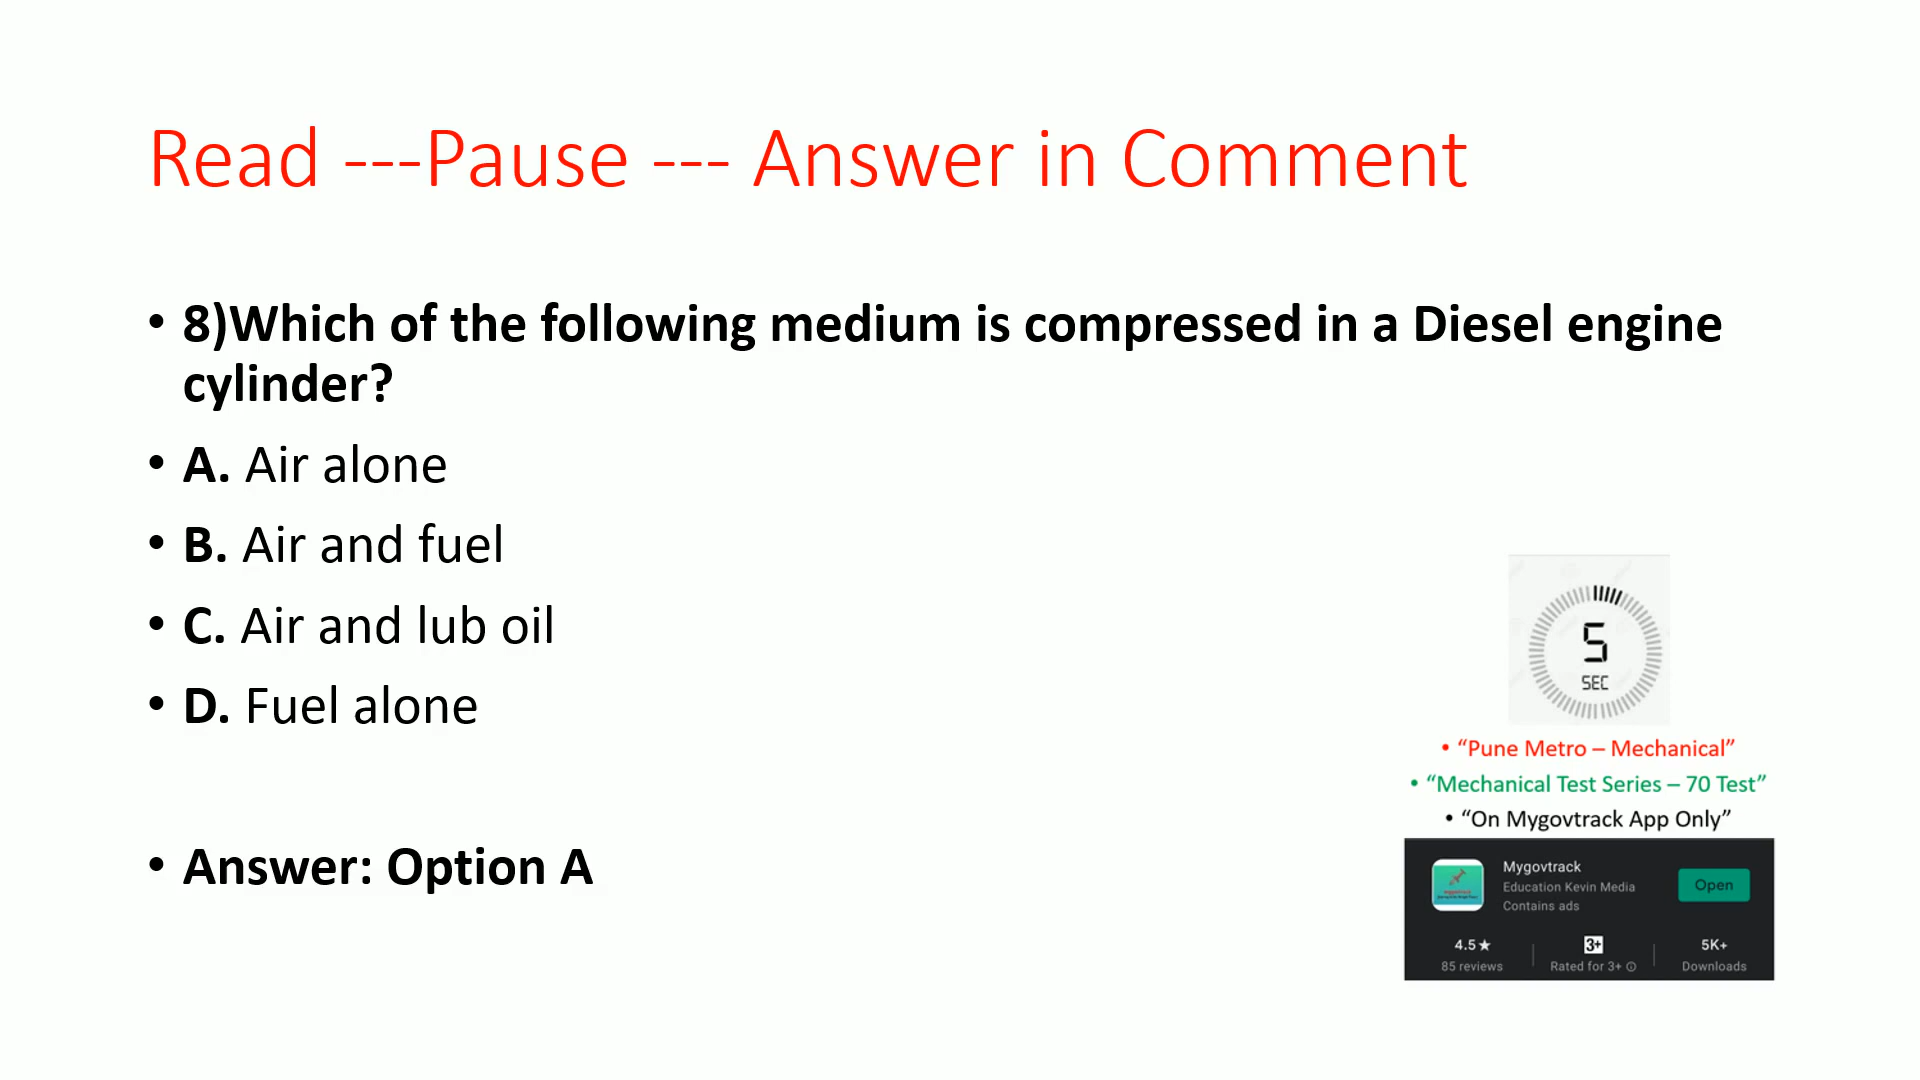 Read ---Pause --- Answer in Comment
• 8)Which of the following medium is compressed in a Diesel engine
cylinder?
• A. Air alone
• B. Air and fuel
• C. Air and lub oil
• D. Fuel alone
• Answer: Option A
5
SEC
• “Pune Metro – Mechanical”
• “Mechanical Test Series – 70 Test”
• “On Mygovtrack App Only”
Mygovtrack
Education Kevin Media
Contains ads
Open
4.5★ 3+ 5K+
85 reviews Rated for 3+ Downloads